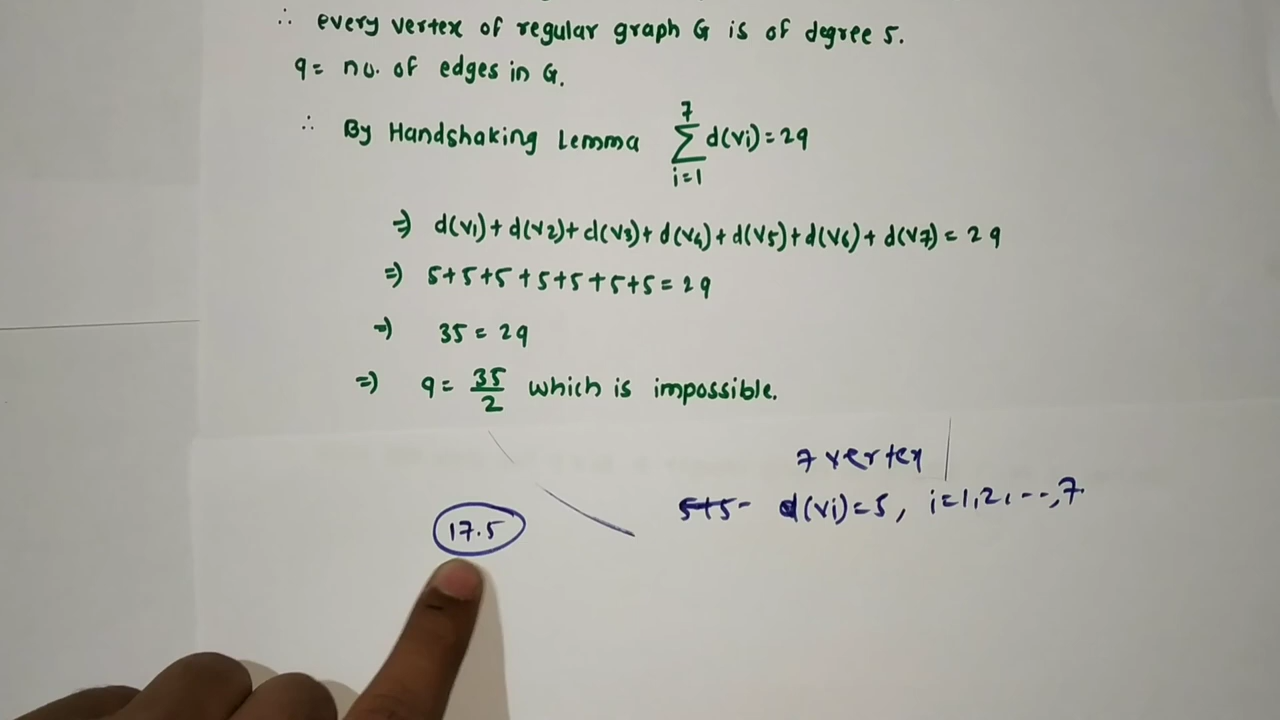 ∴ every vertex of regular graph G is of degree 5.
q = no. of edges in G.
∴ By Handshaking Lemma \sum_{i=1}^{7} d(vi) = 2q
⇒ d(v1) + d(v2) + d(v3) + d(v4) + d(v5) + d(v6) + d(v7) = 2q
⇒ 5+5+5+5+5+5+5 = 2q
⇒ 35 = 2q
⇒ q = 35/2 which is impossible.
7 vertex
5+5- d(vi) = 5, i=1,2,--,7.
17.5